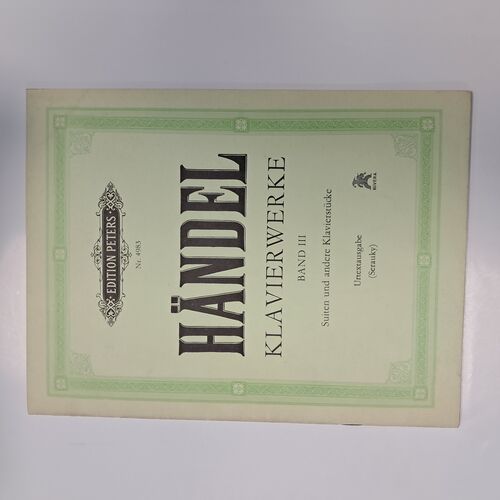 EDITION PETERS
Nr. 4983
HÄNDEL
KLAVIERWERKE
BAND III
Suiten und andere Klavierstücke
Urtextausgabe
(Serauky)